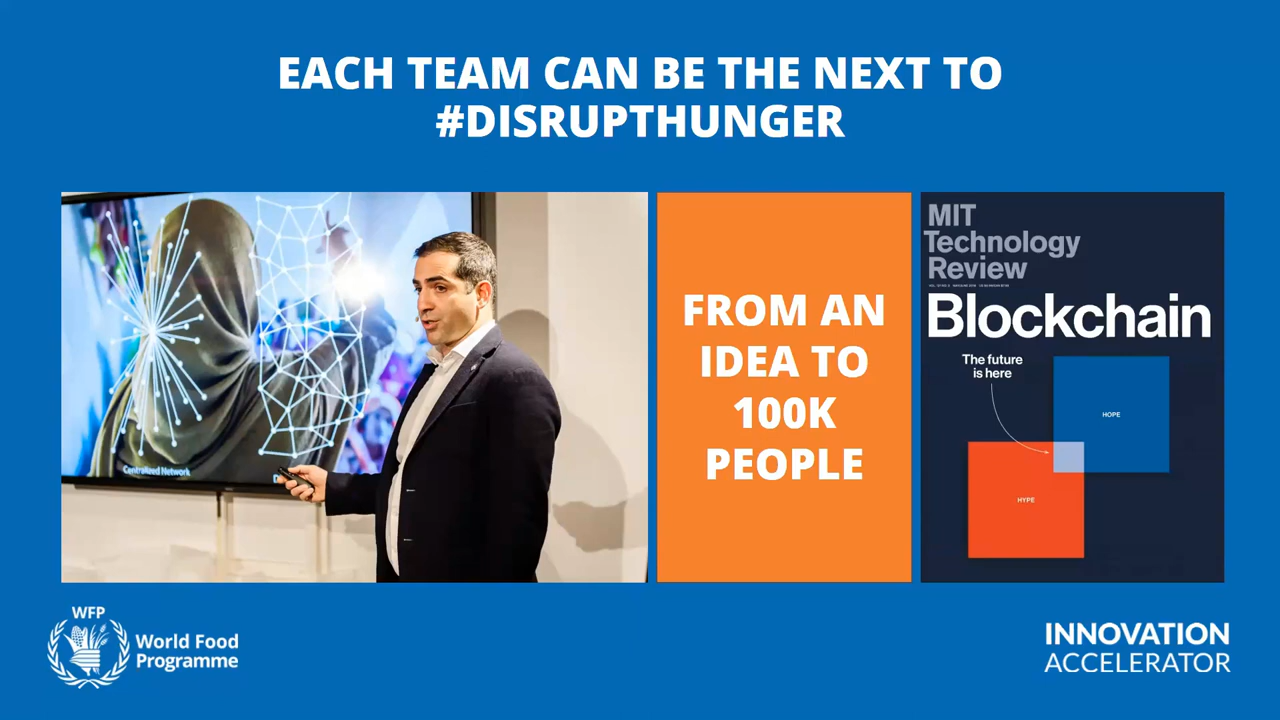 EACH TEAM CAN BE THE NEXT TO
#DISRUPTHUNGER
Centralized Network
FROM AN
IDEA TO
100K
PEOPLE
MIT
Technology
Review
Blockchain
The future
is here
HOPE
HYPE
WFP
World Food
Programme
INNOVATION
ACCELERATOR